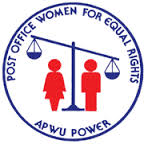 POST OFFICE WOMEN FOR EQUAL RIGHTS
APWU POWER